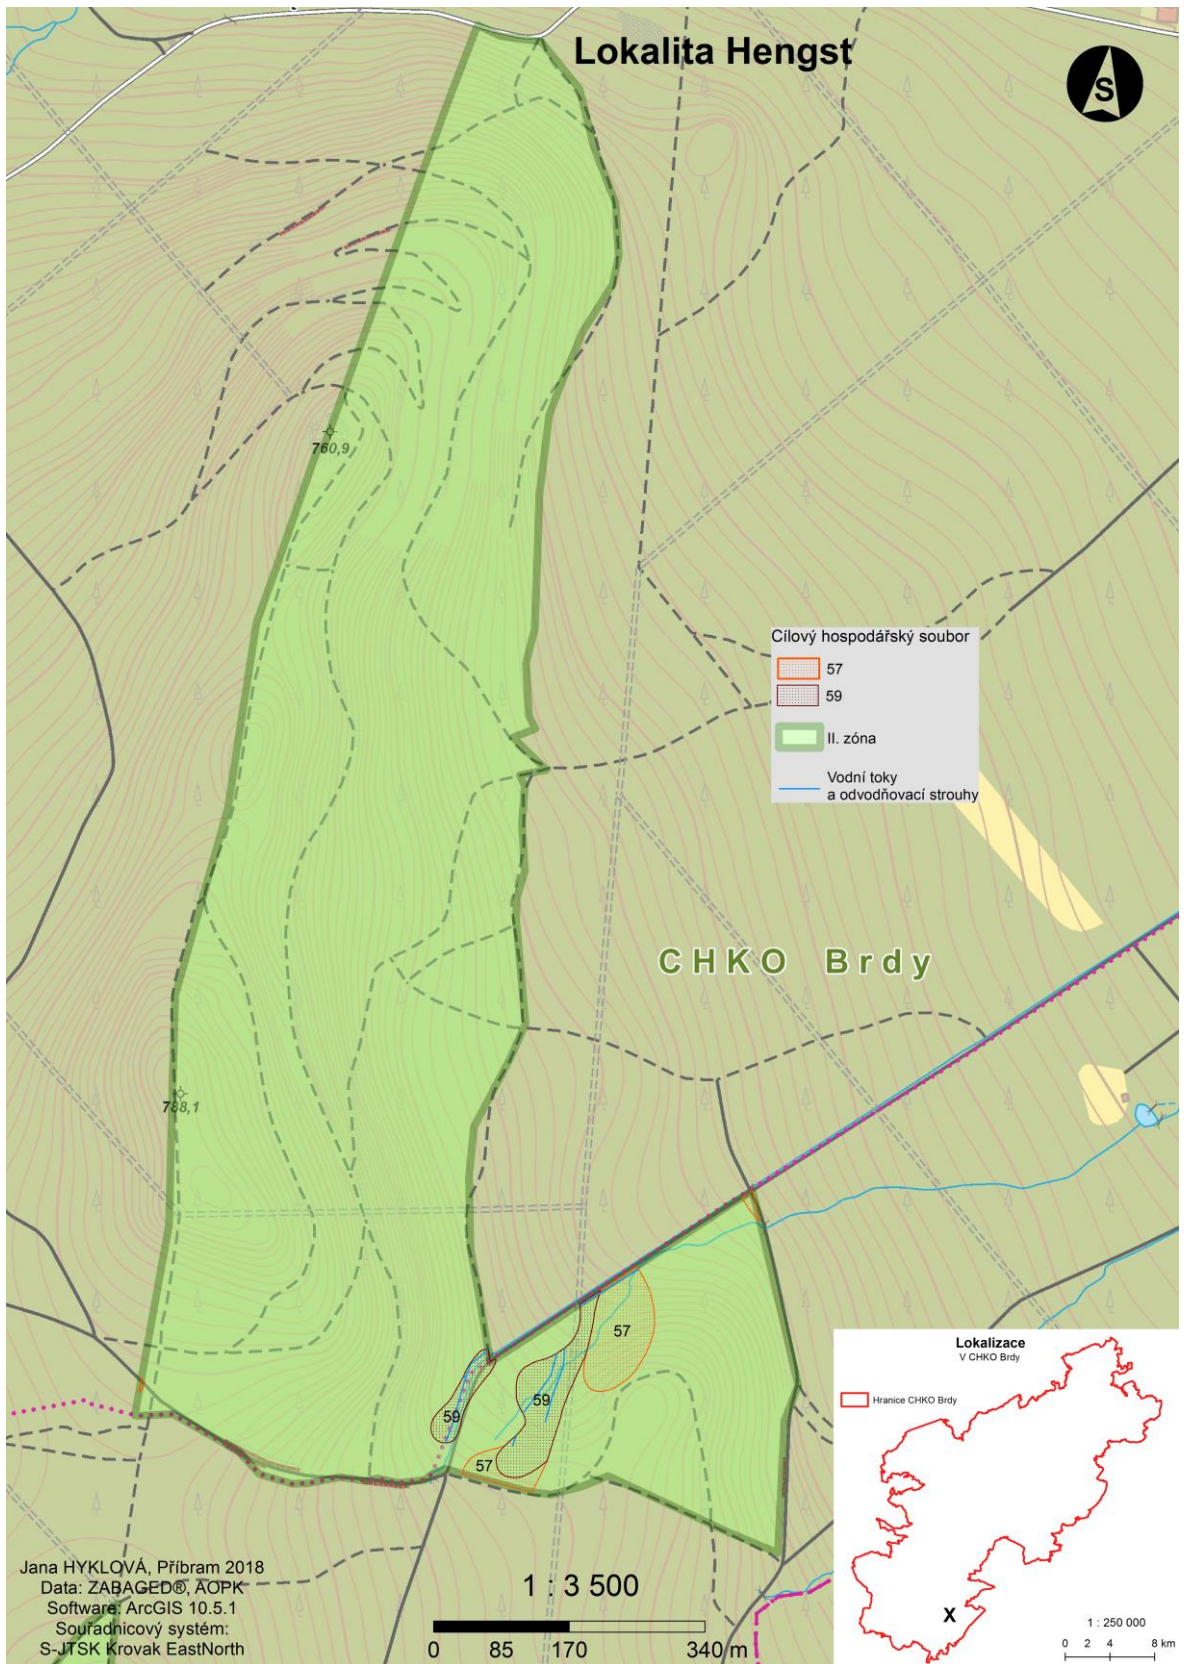 Lokalita Hengst
S
760,9
Cílový hospodářský soubor
57
59
II. zóna
Vodní toky
a odvodňovací strouhy
CHKO Brdy
788,1
57
59
59
57
Lokalizace
V CHKO Brdy
Hranice CHKO Brdy
X
1 : 250 000
0 2 4 8 km
Jana HYKLOVÁ, Příbram 2018
Data: ZABAGED®, AOPK
Software: ArcGIS 10.5.1
Souřadnicový systém:
S-JTSK Krovak EastNorth
1 : 3 500
0 85 170 340 m